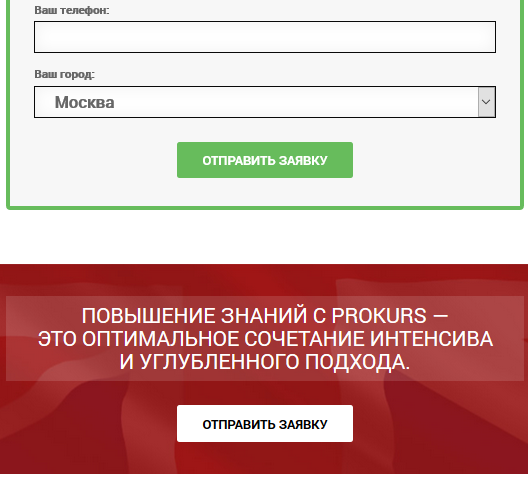 Ваш телефон:
Ваш город:
Москва
ОТПРАВИТЬ ЗАЯВКУ
ПОВЫШЕНИЕ ЗНАНИЙ С PROKURS —
ЭТО ОПТИМАЛЬНОЕ СОЧЕТАНИЕ ИНТЕНСИВА
И УГЛУБЛЕННОГО ПОДХОДА.
ОТПРАВИТЬ ЗАЯВКУ